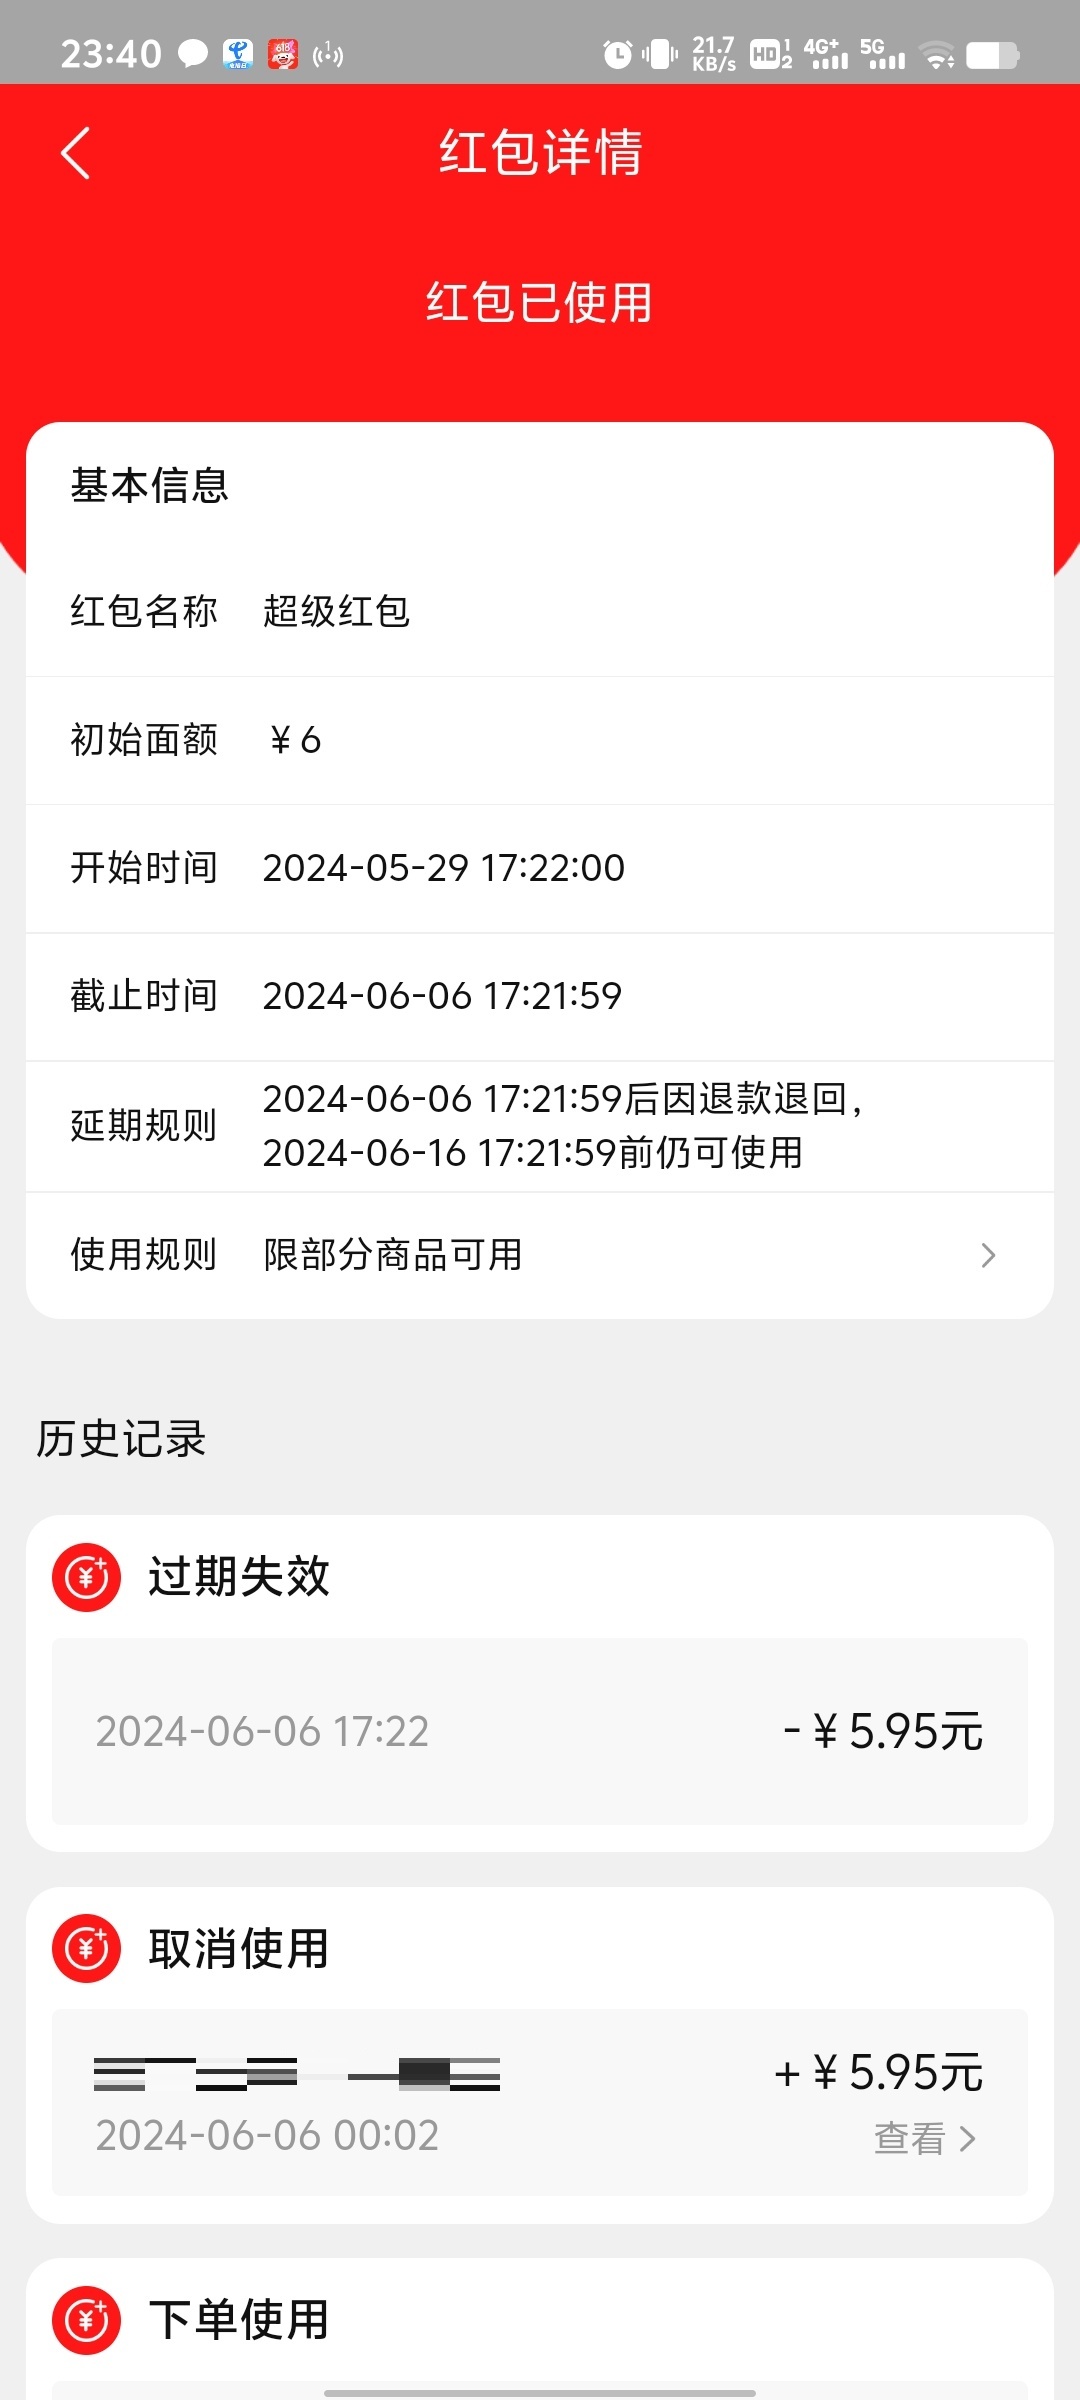 23:40
21.7 KB/s HD 1 2 4G+ 5G
红包详情
红包已使用
基本信息
红包名称 超级红包
初始面额 ¥6
开始时间 2024-05-29 17:22:00
截止时间 2024-06-06 17:21:59
延期规则 2024-06-06 17:21:59后因退款退回，
2024-06-16 17:21:59前仍可使用
使用规则 限部分商品可用
历史记录
过期失效
2024-06-06 17:22 -¥5.95元
取消使用
+¥5.95元
2024-06-06 00:02 查看
下单使用